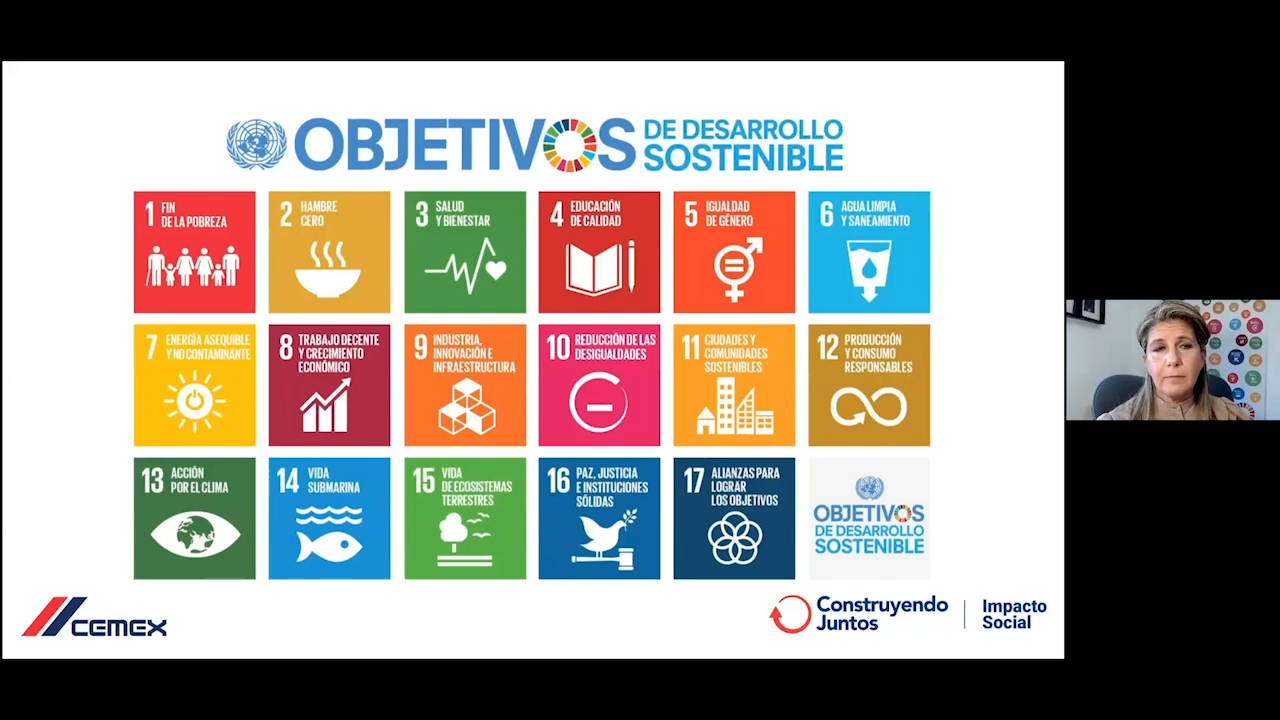 OBJETIVOS DE DESARROLLO
SOSTENIBLE
1 FIN
DE LA POBREZA
2 HAMBRE
CERO
3 SALUD
Y BIENESTAR
4 EDUCACIÓN
DE CALIDAD
5 IGUALDAD
DE GÉNERO
6 AGUA LIMPIA
Y SANEAMIENTO
7 ENERGÍA ASEQUIBLE
Y NO CONTAMINANTE
8 TRABAJO DECENTE
Y CRECIMIENTO
ECONÓMICO
9 INDUSTRIA,
INNOVACIÓN E
INFRAESTRUCTURA
10 REDUCCIÓN DE LAS
DESIGUALDADES
11 CIUDADES Y
COMUNIDADES
SOSTENIBLES
12 PRODUCCIÓN
Y CONSUMO
RESPONSABLES
13 ACCIÓN
POR EL CLIMA
14 VIDA
SUBMARINA
15 VIDA
DE ECOSISTEMAS
TERRESTRES
16 PAZ, JUSTICIA
E INSTITUCIONES
SÓLIDAS
17 ALIANZAS PARA
LOGRAR
LOS OBJETIVOS
OBJETIVOS
DE DESARROLLO
SOSTENIBLE
CEMEX
Construyendo
Juntos
Impacto
Social